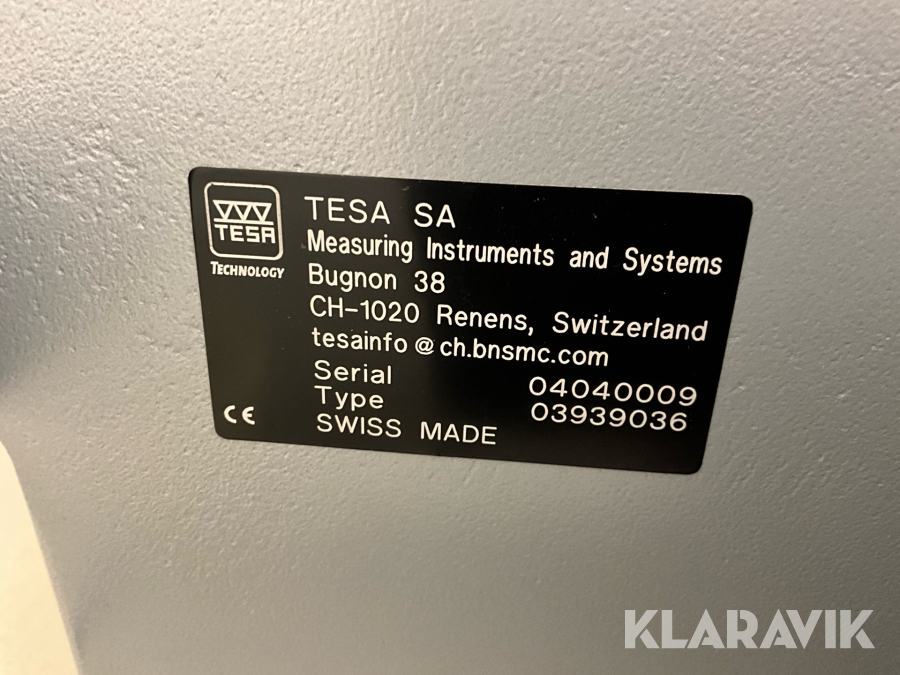 TESA
TECHNOLOGY
TESA SA
Measuring Instruments and Systems
Bugnon 38
CH-1020 Renens, Switzerland
tesainfo@ch.bnsmc.com
Serial 04040009
Type 03939036
SWISS MADE
CE
KLARAVIK